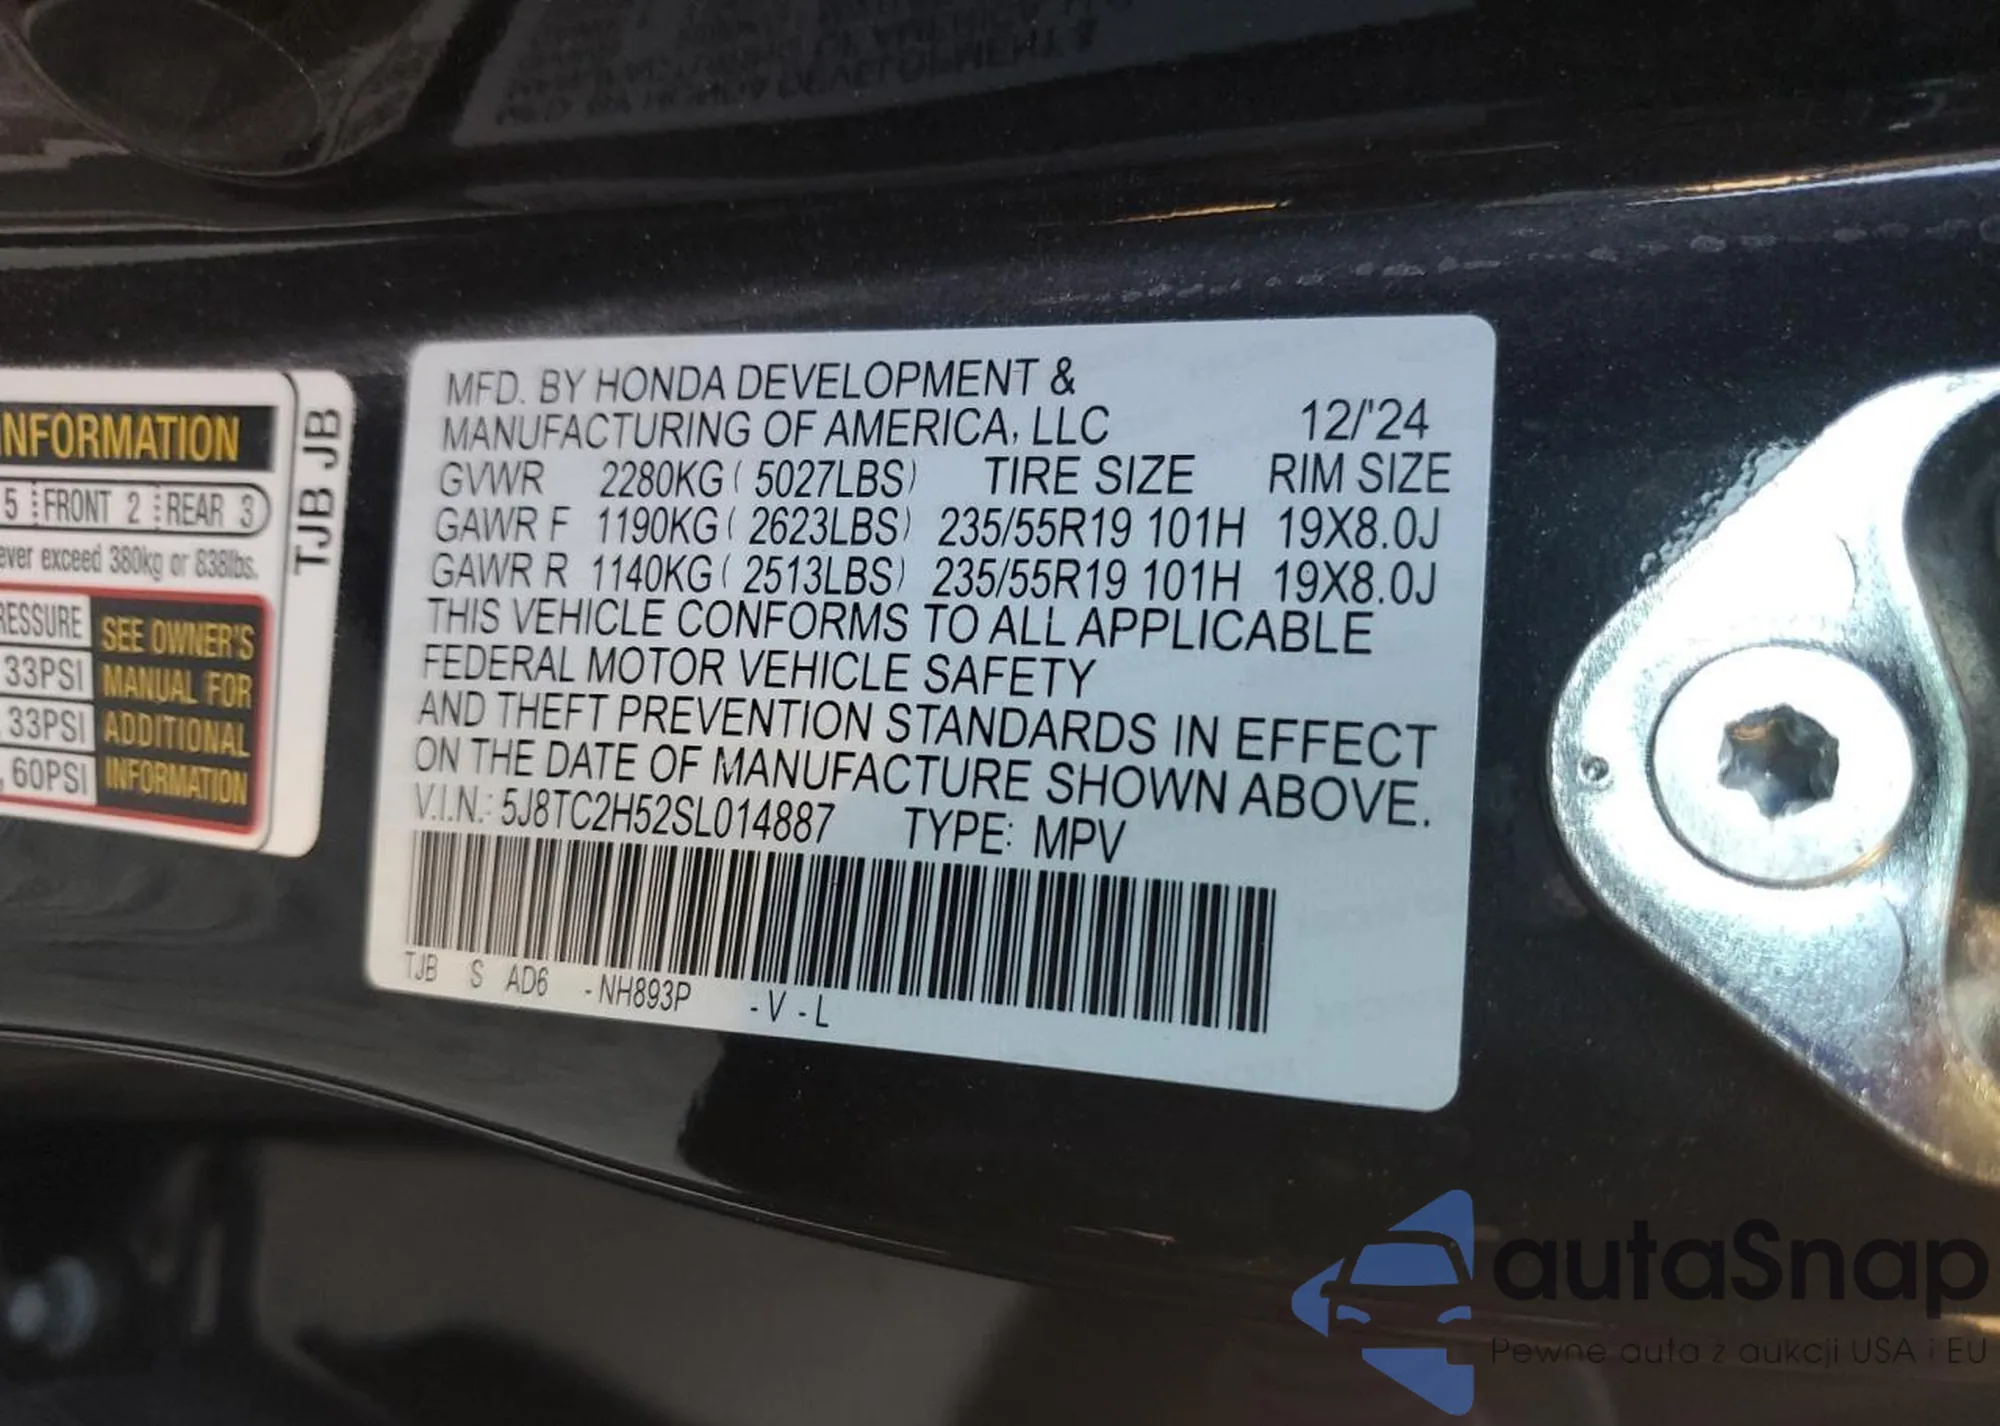 MFD. BY HONDA DEVELOPMENT &
MANUFACTURING OF AMERICA, LLC 12/'24
GVWR 2280KG ( 5027LBS) TIRE SIZE RIM SIZE
GAWR F 1190KG ( 2623LBS) 235/55R19 101H 19X8.0J
GAWR R 1140KG ( 2513LBS) 235/55R19 101H 19X8.0J
THIS VEHICLE CONFORMS TO ALL APPLICABLE
FEDERAL MOTOR VEHICLE SAFETY
AND THEFT PREVENTION STANDARDS IN EFFECT
ON THE DATE OF MANUFACTURE SHOWN ABOVE.
V.I.N.: 5J8TC2H52SL014887 TYPE: MPV
TJB S AD6 -NH893P -V -L
INFORMATION
5 FRONT 2 REAR 3
ever exceed 380kg or 838lbs.
RESSURE
33PSI
33PSI
60PSI
SEE OWNER'S
MANUAL FOR
ADDITIONAL
INFORMATION
TJB JB
autaSnap
Pewne auta z aukcji USA i EU